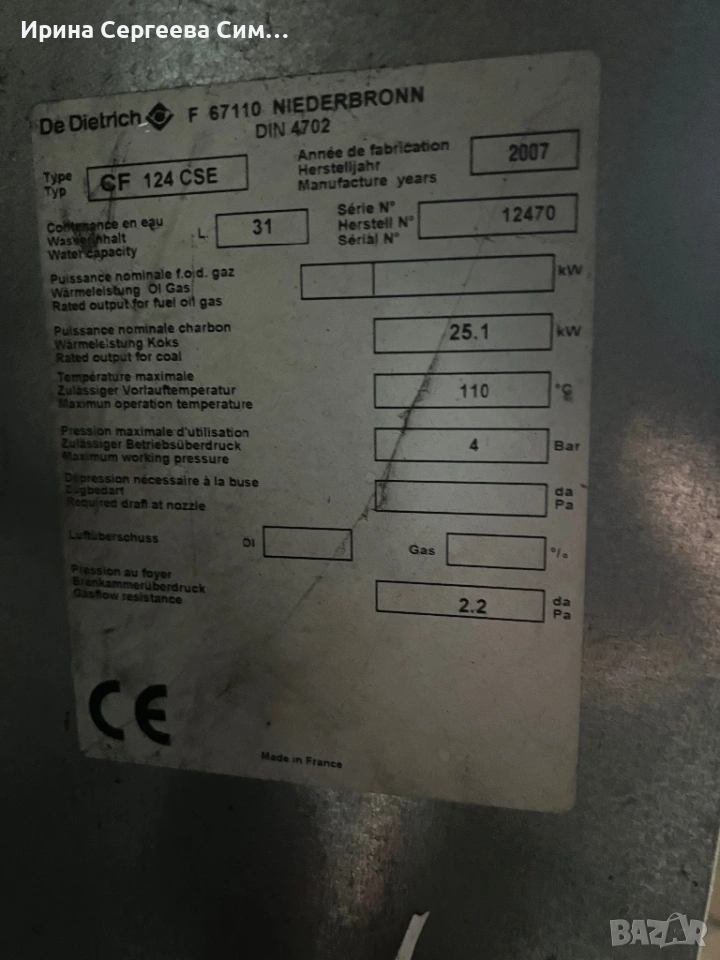 Ирина Сергеева Сим...
De Dietrich F 67110 NIEDERBRONN
DIN 4702
Type
Typ
CF 124 CSE
Année de fabrication
Herstelljahr
Manufacture years
2007
Contenance en eau
Wasserinhalt
Water capacity
L. 31
Série N°
Herstell N°
Sérial N°
12470
Puissance nominale f.o.d. gaz
Wärmeleistung Öl Gas
Rated output for fuel oil gas
kW
Puissance nominale charbon
Wärmeleistung Koks
Rated output for coal
25.1 kW
Température maximale
Zulässiger Vorlauftemperatur
Maximun operation temperature
110 °C
Pression maximale d'utilisation
Zulässiger Betriebsüberdruck
Maximum working pressure
4 Bar
Dépression nécessaire à la buse
Zugbedarf
Required draft at nozzle
da
Pa
Luftüberschuss
Öl
Gas
°/°
Pression au foyer
Brenkammerüberdruck
Gasflow resistance
2.2
da
Pa
CE
Made in France
BAZAR